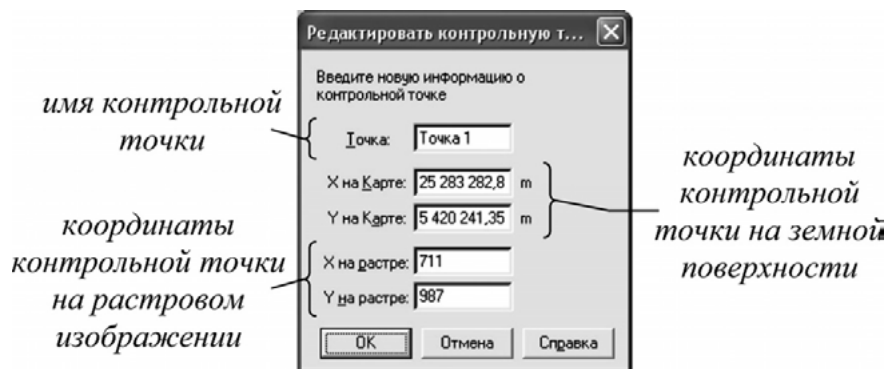 Редактировать контрольную т...
Введите новую информацию о
контрольной точке
имя контрольной
точки
Точка: Точка 1
X на Карте: 25 283 282,8 m
Y на Карте: 5 420 241,35 m
координаты
контрольной
точки на земной
поверхности
координаты
контрольной точки
на растровом
изображении
X на растре: 711
Y на растре: 987
OK Отмена Справка